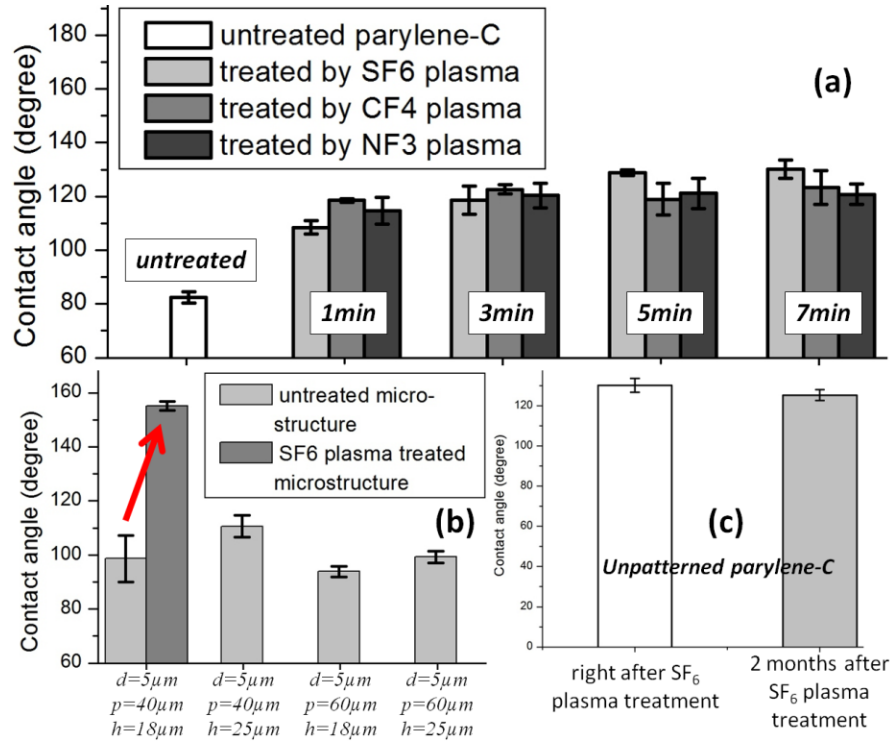 180
160
140
120
100
80
60
Contact angle (degree)
untreated parylene-C
treated by SF6 plasma
treated by CF4 plasma
treated by NF3 plasma
(a)
untreated
1min
3min
5min
7min
160
140
120
100
80
60
Contact angle (degree)
untreated micro-
structure
SF6 plasma treated
microstructure
(b)
d=5μm
p=40μm
h=18μm
d=5μm
p=40μm
h=25μm
d=5μm
p=60μm
h=18μm
d=5μm
p=60μm
h=25μm
120
100
80
60
40
20
0
Contact angle (degree)
(c)
Unpatterned parylene-C
right after SF₆
plasma treatment
2 months after
SF₆ plasma
treatment